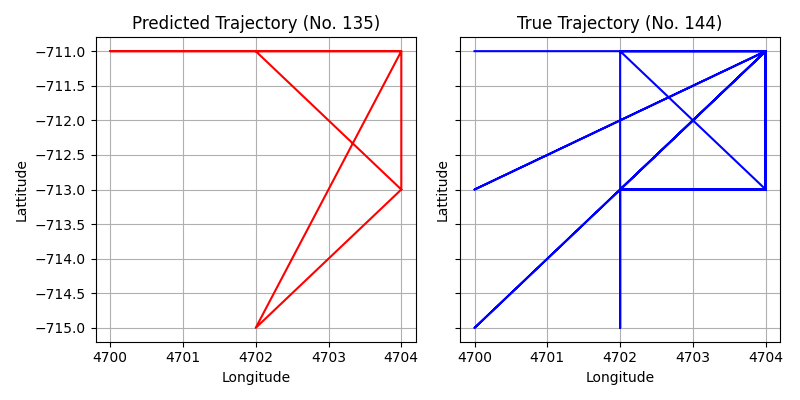 Predicted Trajectory (No. 135)
True Trajectory (No. 144)
Lattitude
−711.0
−711.5
−712.0
−712.5
−713.0
−713.5
−714.0
−714.5
−715.0
4700 4701 4702 4703 4704
Longitude
Lattitude
4700 4701 4702 4703 4704
Longitude